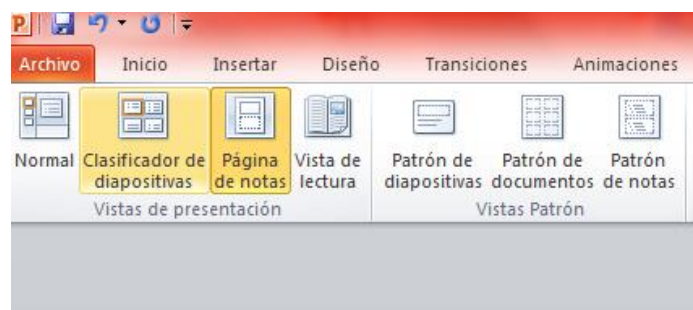 P
Archivo Inicio Insertar Diseño Transiciones Animaciones
Normal Clasificador de diapositivas Página de notas Vista de lectura Patrón de diapositivas Patrón de documentos Patrón de notas
Vistas de presentación Vistas Patrón